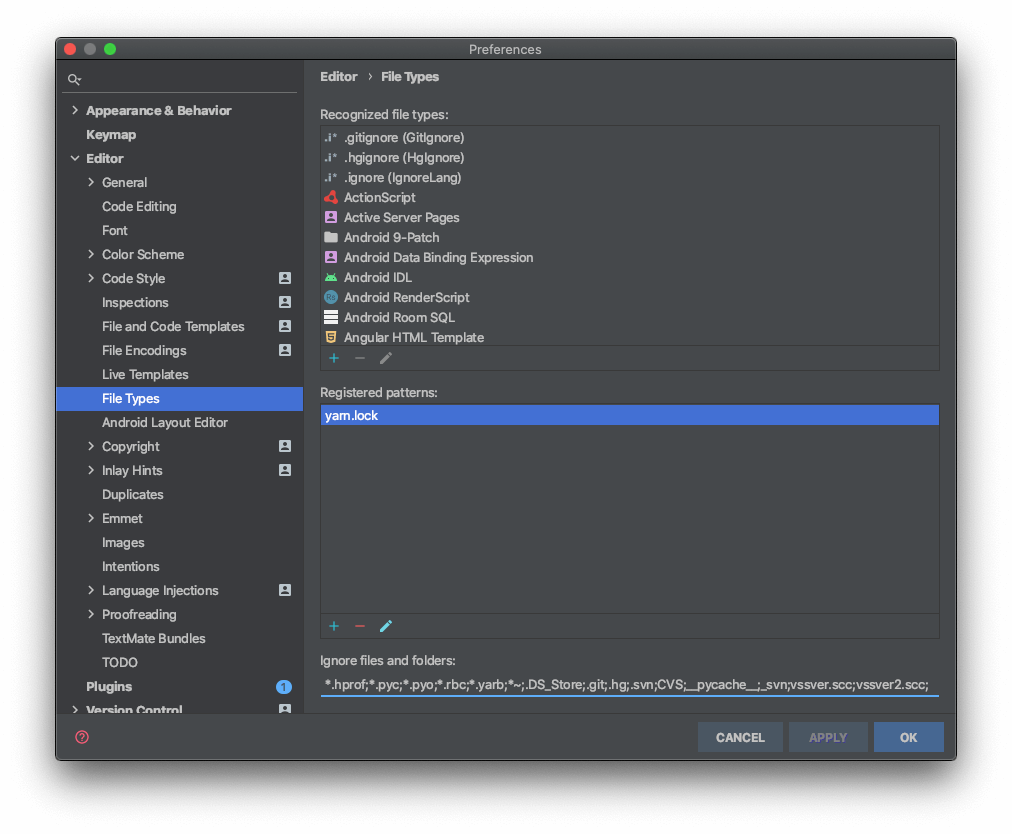 Preferences
Appearance & Behavior
Keymap
Editor
General
Code Editing
Font
Color Scheme
Code Style
Inspections
File and Code Templates
File Encodings
Live Templates
File Types
Android Layout Editor
Copyright
Inlay Hints
Duplicates
Emmet
Images
Intentions
Language Injections
Proofreading
TextMate Bundles
TODO
Plugins
1
Version Control
Editor › File Types
Recognized file types:
.i* .gitignore (GitIgnore)
.i* .hgignore (HgIgnore)
.i* .ignore (IgnoreLang)
ActionScript
Active Server Pages
Android 9-Patch
Android Data Binding Expression
Android IDL
Rs Android RenderScript
Android Room SQL
5 Angular HTML Template
Registered patterns:
yarn.lock
Ignore files and folders:
*.hprof;*.pyc;*.pyo;*.rbc;*.yarb;*~;.DS_Store;.git;.hg;.svn;CVS;__pycache__;_svn;vssver.scc;vssver2.scc;
?
CANCEL
APPLY
OK